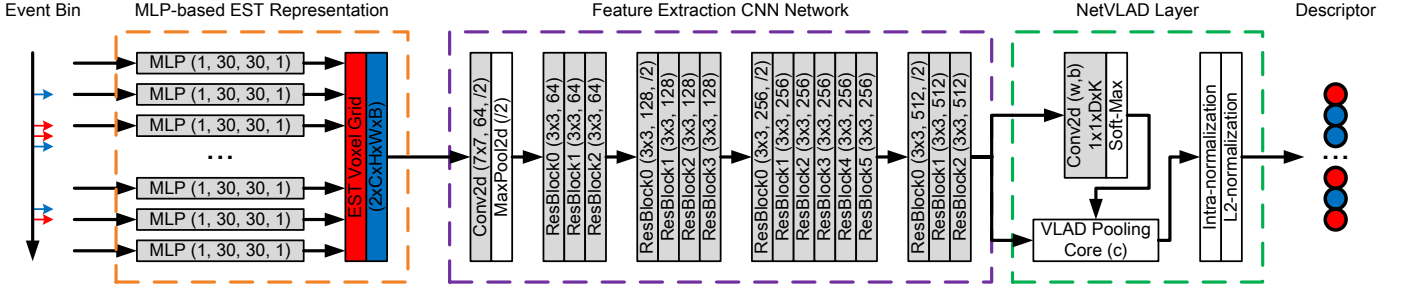 Event Bin
MLP-based EST Representation
Feature Extraction CNN Network
NetVLAD Layer
Descriptor
MLP (1, 30, 30, 1)
MLP (1, 30, 30, 1)
MLP (1, 30, 30, 1)
...
MLP (1, 30, 30, 1)
MLP (1, 30, 30, 1)
MLP (1, 30, 30, 1)
EST Voxel Grid
(2xCxHxWxB)
Conv2d (7x7, 64, /2)
MaxPool2d (/2)
ResBlock0 (3x3, 64)
ResBlock1 (3x3, 64)
ResBlock2 (3x3, 64)
ResBlock0 (3x3, 128, /2)
ResBlock1 (3x3, 128)
ResBlock2 (3x3, 128)
ResBlock3 (3x3, 128)
ResBlock0 (3x3, 256, /2)
ResBlock1 (3x3, 256)
ResBlock2 (3x3, 256)
ResBlock3 (3x3, 256)
ResBlock4 (3x3, 256)
ResBlock5 (3x3, 256)
ResBlock0 (3x3, 512, /2)
ResBlock1 (3x3, 512)
ResBlock2 (3x3, 512)
Conv2d (w,b)
1x1xDxK
Soft-Max
VLAD Pooling
Core (c)
Intra-normalization
L2-normalization
...